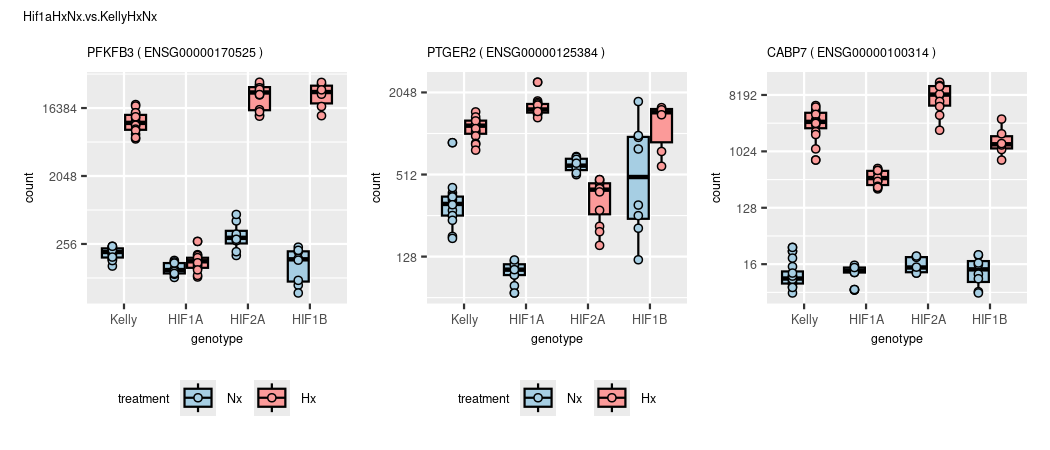 Hif1aHxNx.vs.KellyHxNx
PFKFB3 ( ENSG00000170525 )
16384
2048
256
count
Kelly HIF1A HIF2A HIF1B
genotype
treatment Nx Hx
PTGER2 ( ENSG00000125384 )
2048
512
128
count
Kelly HIF1A HIF2A HIF1B
genotype
treatment Nx Hx
CABP7 ( ENSG00000100314 )
8192
1024
128
16
count
Kelly HIF1A HIF2A HIF1B
genotype